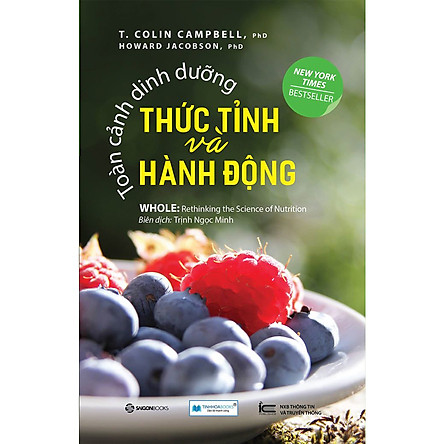 T. COLIN CAMPBELL, PhD
HOWARD JACOBSON, PhD
NEW YORK
TIMES
BESTSELLER
Toàn cảnh dinh dưỡng
THỨC TỈNH
và
HÀNH ĐỘNG
WHOLE: Rethinking the Science of Nutrition
Biên dịch: Trịnh Ngọc Minh
SAIGONBOOKS
TINHHOABOOKS
NXB THÔNG TIN
VÀ TRUYỀN THÔNG